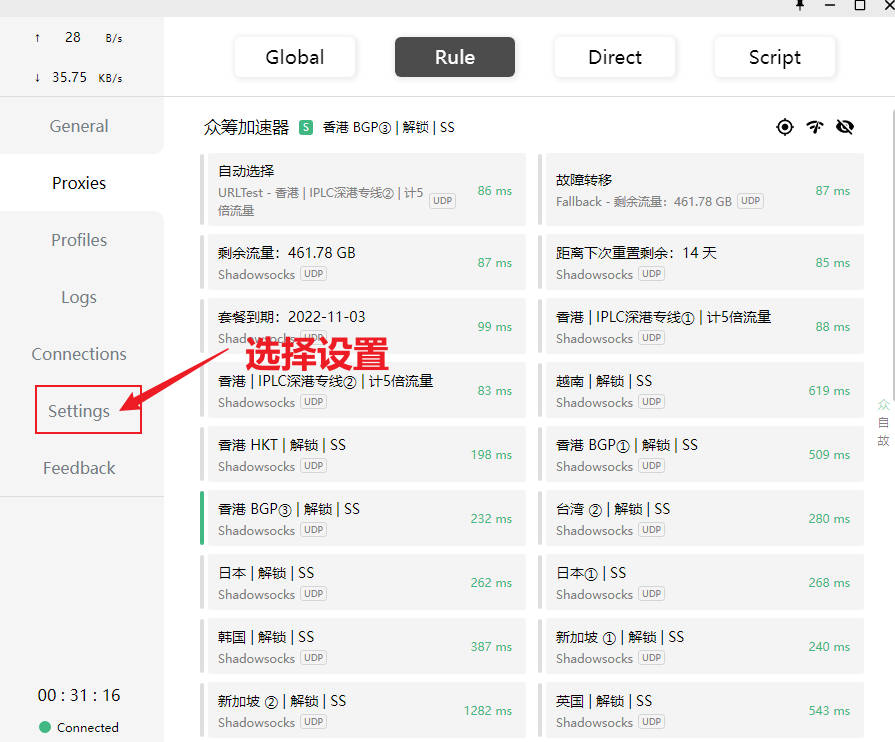 ↑ 28 B/s
↓ 35.75 KB/s
General
Proxies
Profiles
Logs
Connections
Settings
Feedback
00 : 31 : 16
Connected
Global
Rule
Direct
Script
众筹加速器 S 香港 BGP③ | 解锁 | SS
自动选择
URLTest - 香港 | IPLC深港专线② | 计5
倍流量 UDP
86 ms
故障转移
Fallback - 剩余流量：461.78 GB UDP
87 ms
剩余流量：461.78 GB
Shadowsocks UDP
87 ms
距离下次重置剩余：14 天
Shadowsocks UDP
85 ms
套餐到期：2022-11-03
Shadowsocks UDP
99 ms
香港 | IPLC深港专线① | 计5倍流量
Shadowsocks UDP
88 ms
选择设置
香港 | IPLC深港专线② | 计5倍流量
Shadowsocks UDP
83 ms
越南 | 解锁 | SS
Shadowsocks UDP
619 ms
香港 HKT | 解锁 | SS
Shadowsocks UDP
198 ms
香港 BGP① | 解锁 | SS
Shadowsocks UDP
509 ms
香港 BGP③ | 解锁 | SS
Shadowsocks UDP
232 ms
台湾 ② | 解锁 | SS
Shadowsocks UDP
280 ms
日本 | 解锁 | SS
Shadowsocks UDP
262 ms
日本① | SS
Shadowsocks UDP
268 ms
韩国 | 解锁 | SS
Shadowsocks UDP
387 ms
新加坡 ① | 解锁 | SS
Shadowsocks UDP
240 ms
新加坡 ② | 解锁 | SS
Shadowsocks UDP
1282 ms
英国 | 解锁 | SS
Shadowsocks UDP
543 ms
众
自
故